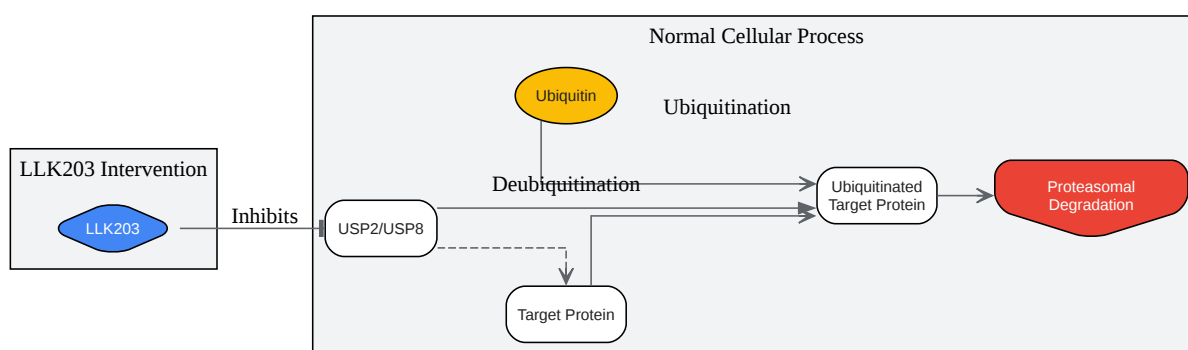 Normal Cellular Process
Ubiquitin
Ubiquitination
LLK203 Intervention
Deubiquitination
Ubiquitinated
Target Protein
Proteasomal
Degradation
LLK203
Inhibits
USP2/USP8
Target Protein